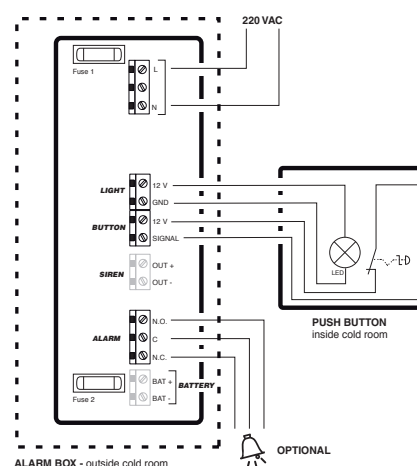 220 VAC
Fuse 1
L
N
LIGHT
12 V
GND
BUTTON
12 V
SIGNAL
SIREN
OUT +
OUT -
LED
PUSH BUTTON
inside cold room
ALARM
N.O.
C
N.C.
BAT +
BATTERY
BAT -
Fuse 2
OPTIONAL
ALARM BOX - outside cold room